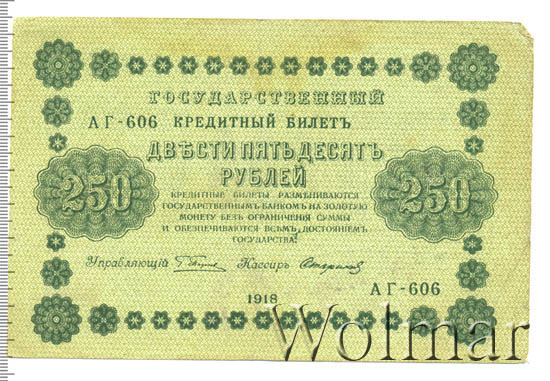 ГОСУДАРСТВЕННЫЙ
АГ-606 КРЕДИТНЫЙ БИЛЕТЪ
ДВѢСТИ ПЯТЬДЕСЯТЪ
РУБЛЕЙ
250 250
КРЕДИТНЫЕ БИЛЕТЫ РАЗМѢНИВАЮТСЯ
ГОСУДАРСТВЕННЫМЪ БАНКОМЪ НА ЗОЛОТУЮ
МОНЕТУ БЕЗЪ ОГРАНИЧЕНІЯ СУММЫ
И ОБЕЗПЕЧИВАЮТСЯ ВСѢМЪ ДОСТОЯНІЕМЪ
ГОСУДАРСТВА.
Управляющій Кассиръ
1918 АГ-606
Wolmar